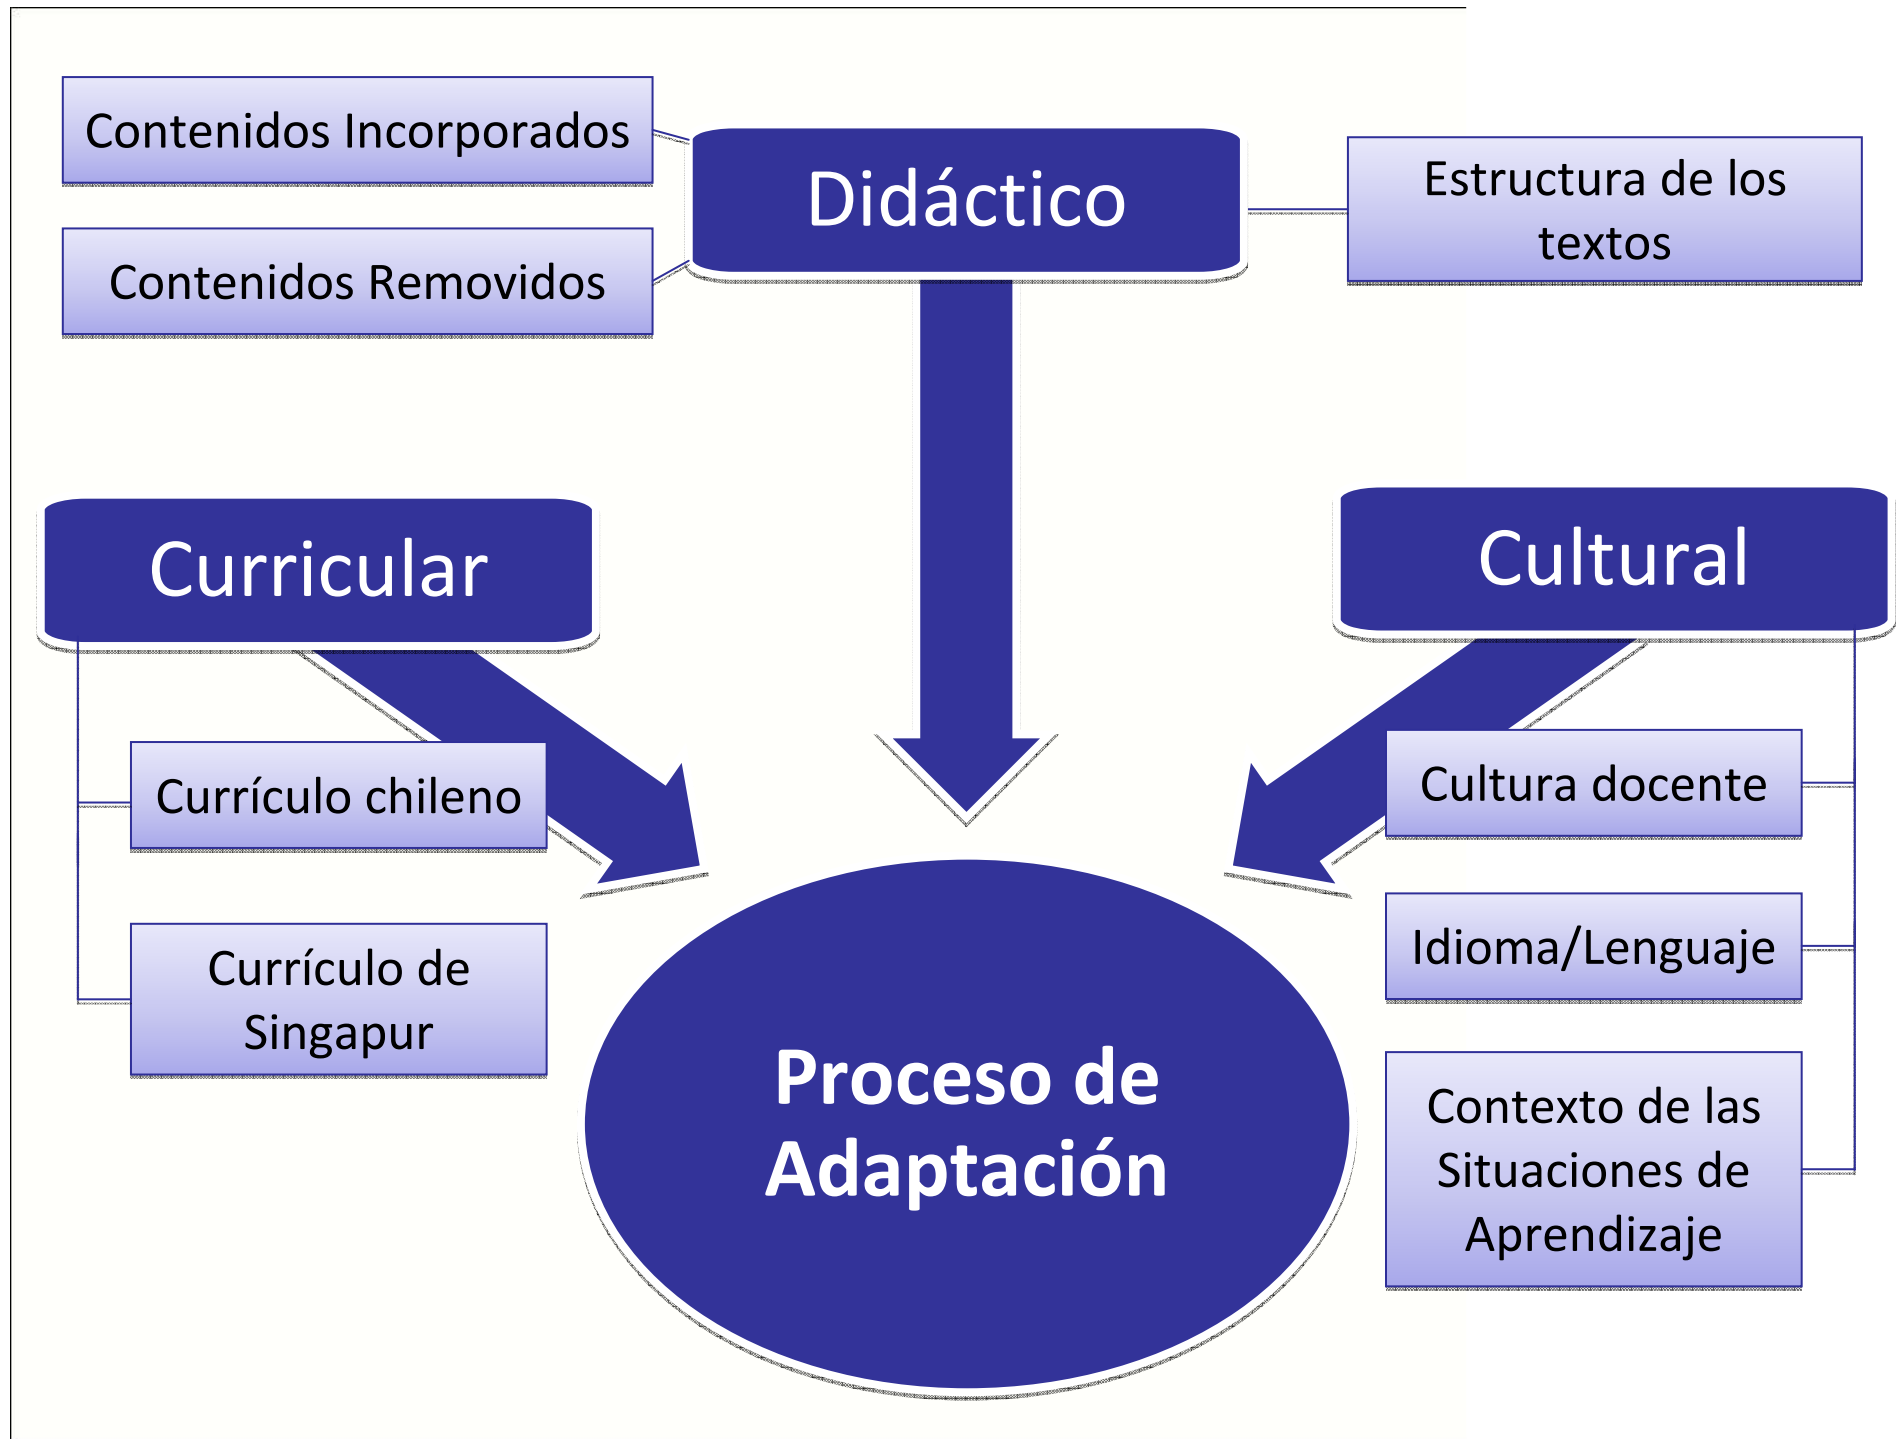 Contenidos Incorporados
Contenidos Removidos
Didáctico
Estructura de los
textos
Curricular
Currículo chileno
Currículo de
Singapur
Cultural
Cultura docente
Idioma/Lenguaje
Contexto de las
Situaciones de
Aprendizaje
Proceso de
Adaptación